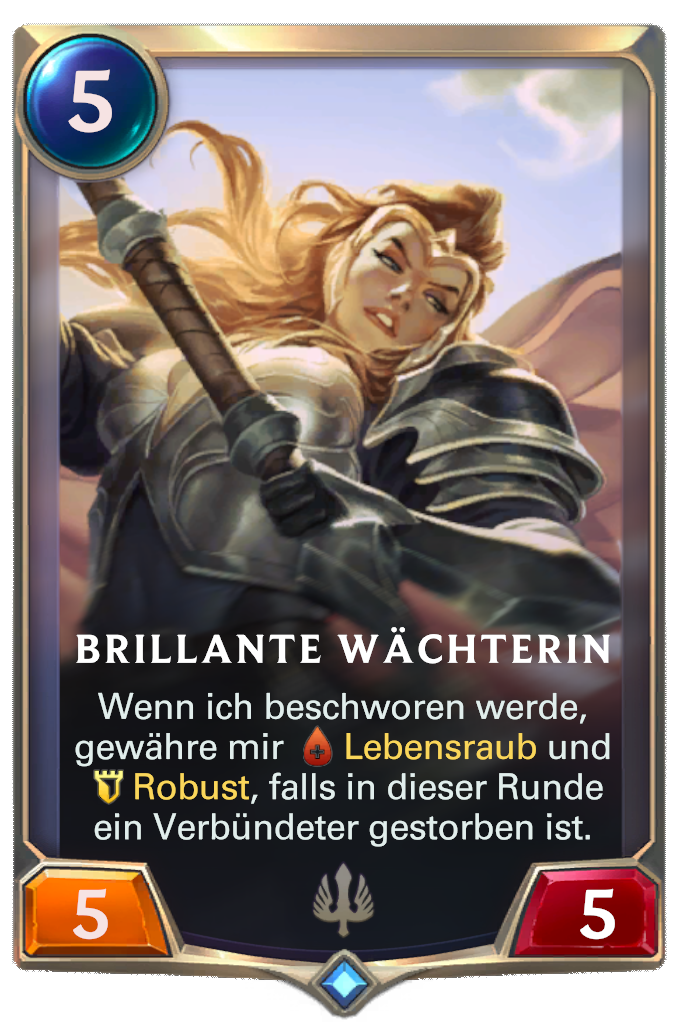 5
BRILLANTE WÄCHTERIN
Wenn ich beschworen werde,
gewähre mir Lebensraub und
Robust, falls in dieser Runde
ein Verbündeter gestorben ist.
5
5